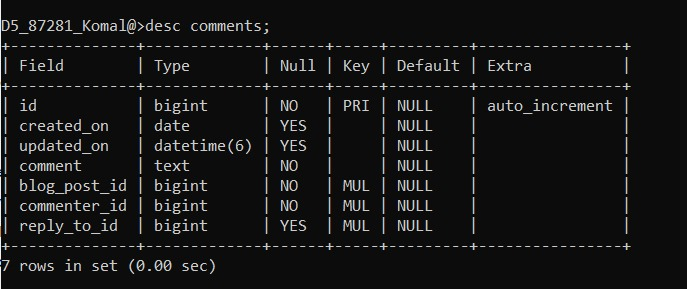 D5_87281_Komal@>desc comments;
+--------------+-------------+------+-----+---------+----------------+
| Field        | Type        | Null | Key | Default | Extra          |
+--------------+-------------+------+-----+---------+----------------+
| id           | bigint      | NO   | PRI | NULL    | auto_increment |
| created_on   | date        | YES  |     | NULL    |                |
| updated_on   | datetime(6) | YES  |     | NULL    |                |
| comment      | text        | NO   |     | NULL    |                |
| blog_post_id | bigint      | NO   | MUL | NULL    |                |
| commenter_id | bigint      | NO   | MUL | NULL    |                |
| reply_to_id  | bigint      | YES  | MUL | NULL    |                |
+--------------+-------------+------+-----+---------+----------------+
7 rows in set (0.00 sec)